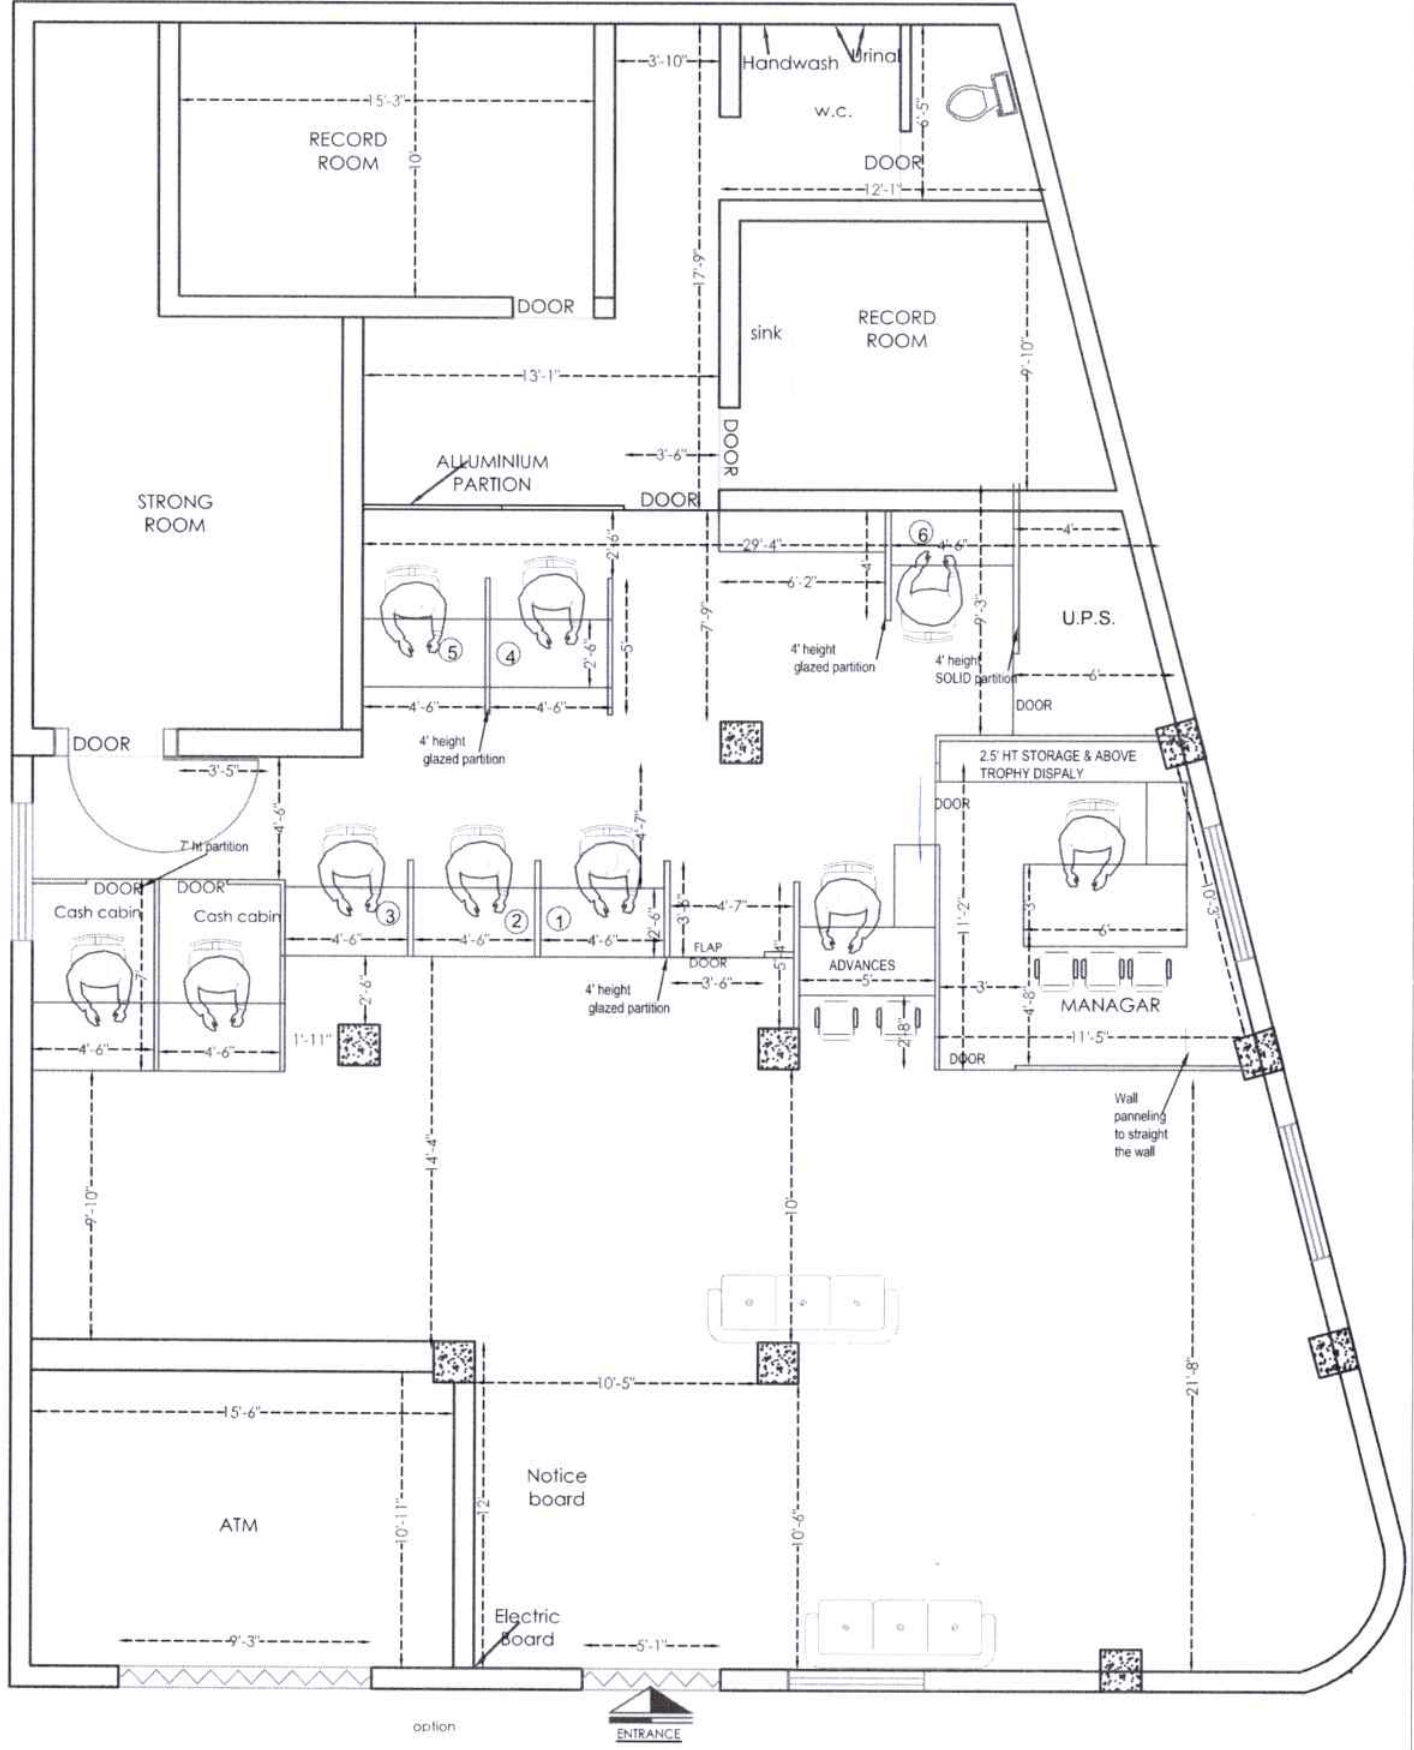 3'-10"
Handwash
Urinal
15'-3"
w.c.
6'-5"
RECORD
ROOM
10'
DOOR
12'-1"
17'-9"
DOOR
sink
RECORD
ROOM
9'-10"
13'-1"
DOOR
3'-6"
ALLUMINIUM
PARTION
DOOR
STRONG
ROOM
2'-6"
29'-4"
6
4'-6"
4'
4'
6'-2"
7'-9"
9'-3"
U.P.S.
5
4
2'-6"
5'
4' height
glazed partition
4' height
SOLID partition
6'
4'-6"
4'-6"
DOOR
4' height
glazed partition
DOOR
3'-5"
2.5' HT STORAGE & ABOVE
TROPHY DISPALY
DOOR
4'-6"
4'-7"
7' ht partition
DOOR
DOOR
Cash cabin
Cash cabin
3
2
1
4'-6"
4'-6"
4'-6"
2'-6"
3'-6"
4'-7"
11'-2"
3'
6'
10'-3"
FLAP
DOOR
5'-4"
ADVANCES
5'
7'
2'-6"
4' height
glazed partition
3'-6"
3'
4'-8"
MANAGAR
4'-6"
4'-6"
1'-11"
2'-8"
11'-5"
DOOR
Wall
panneling
to straight
the wall
9'-10"
14'-4"
10'
21'-8"
10'-5"
15'-6"
Notice
board
12'
10'-11"
10'-6"
ATM
Electric
Board
9'-3"
5'-1"
option
ENTRANCE